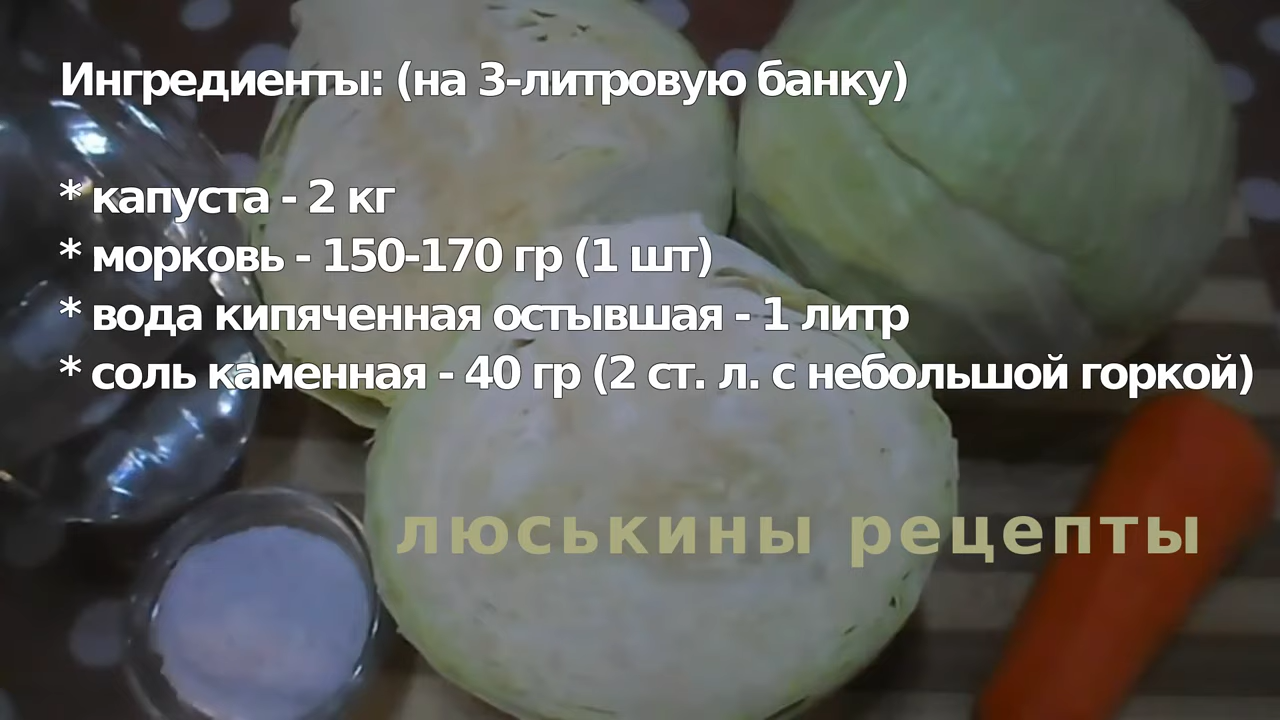 Ингредиенты: (на 3-литровую банку)
* капуста - 2 кг
* морковь - 150-170 гр (1 шт)
* вода кипяченная остывшая - 1 литр
* соль каменная - 40 гр (2 ст. л. с небольшой горкой)
люськины рецепты